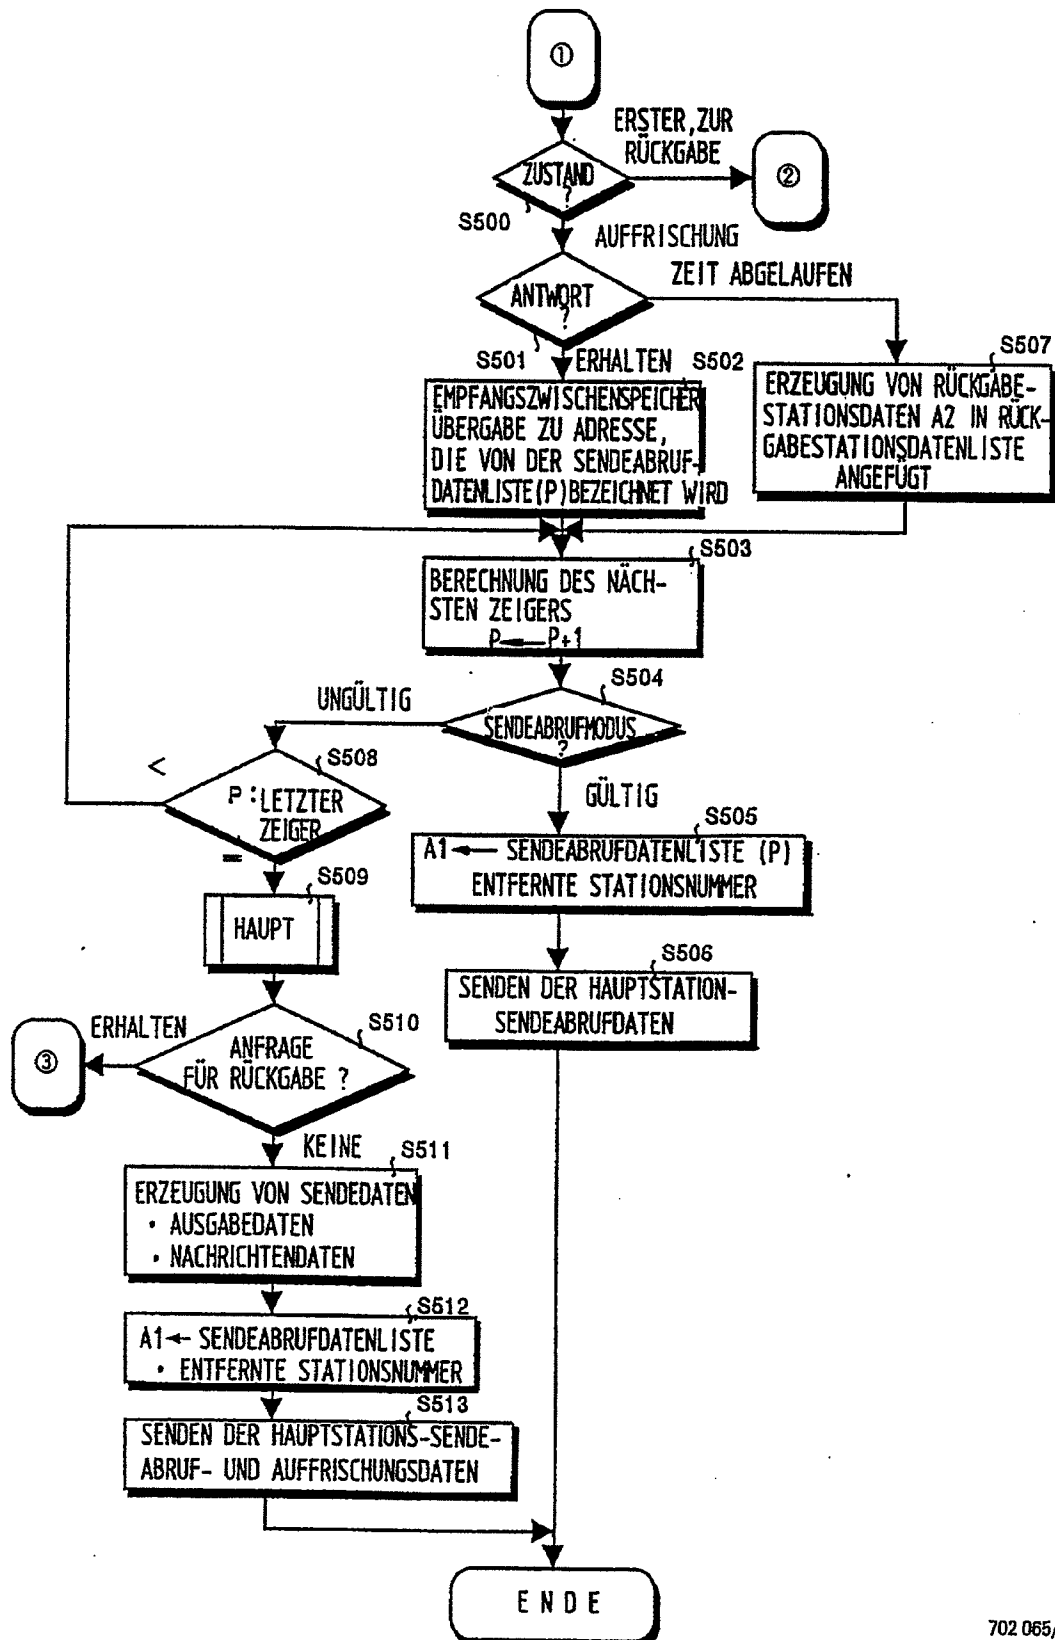 ①
ERSTER, ZUR
RÜCKGABE
②
ZUSTAND
?
S500
AUFFRISCHUNG
ZEIT ABGELAUFEN
ANTWORT
?
S501
ERHALTEN
S502
S507
EMPFANGSZWISCHENSPEICHER
ÜBERGABE ZU ADRESSE,
DIE VON DER SENDEABRUF-
DATENLISTE(P) BEZEICHNET WIRD
ERZEUGUNG VON RÜCKGABE-
STATIONSDATEN A2 IN RÜCK-
GABESTATIONSDATENLISTE
ANGEFÜGT
S503
BERECHNUNG DES NÄCH-
STEN ZEIGERS
P ← P+1
S504
UNGÜLTIG
SENDEABRUFMODUS
?
S508
<
P : LETZTER
ZEIGER
=
GÜLTIG
S505
A1 ← SENDEABRUFDATENLISTE (P)
ENTFERNTE STATIONSNUMMER
S509
HAUPT
S506
SENDEN DER HAUPTSTATION-
SENDEABRUFDATEN
S510
ERHALTEN
③
ANFRAGE
FÜR RÜCKGABE ?
KEINE
S511
ERZEUGUNG VON SENDEDATEN
· AUSGABEDATEN
· NACHRICHTENDATEN
S512
A1 ← SENDEABRUFDATENLISTE
· ENTFERNTE STATIONSNUMMER
S513
SENDEN DER HAUPTSTATIONS-SENDE-
ABRUF- UND AUFFRISCHUNGSDATEN
ENDE
702 065/